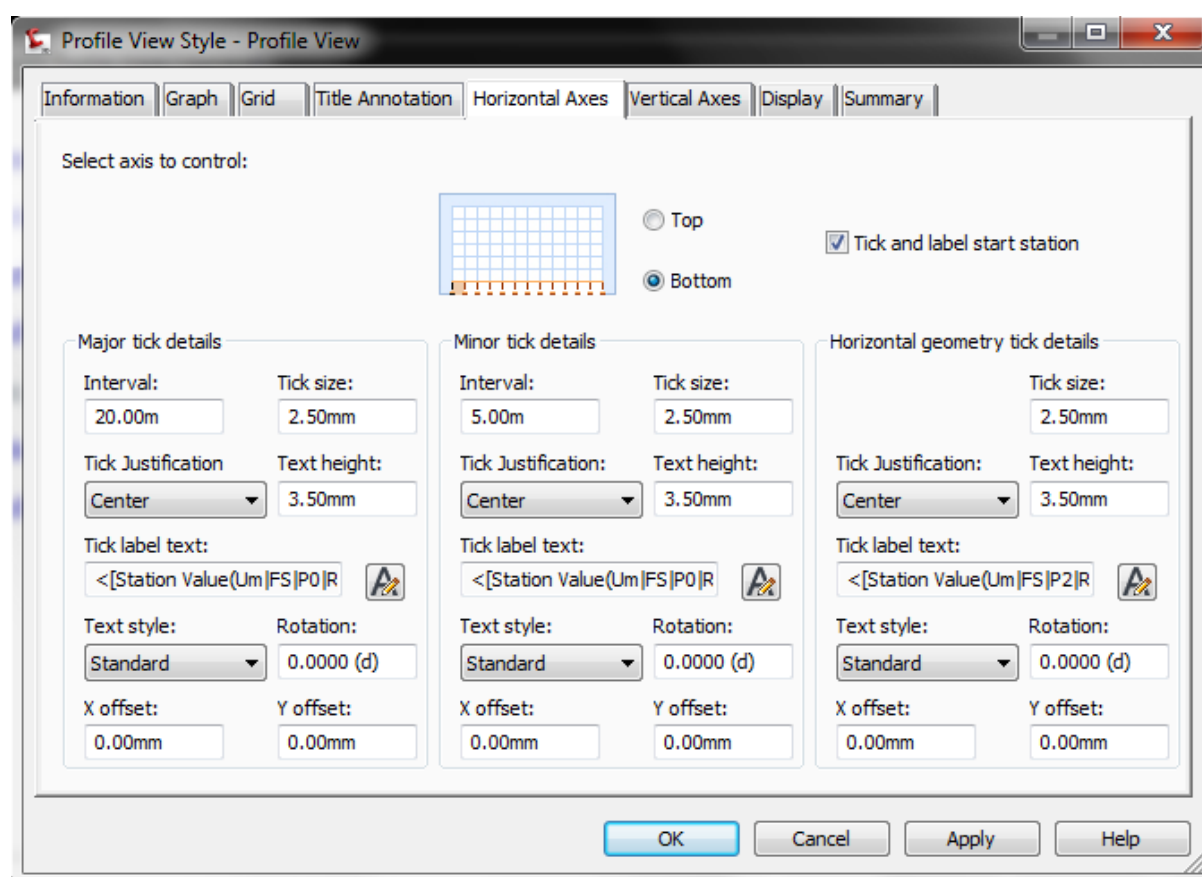 Profile View Style - Profile View
Information Graph Grid Title Annotation Horizontal Axes Vertical Axes Display Summary
Select axis to control:
Top
Tick and label start station
Bottom
Major tick details
Interval: Tick size:
20.00m 2.50mm
Tick Justification Text height:
Center 3.50mm
Tick label text:
<[Station Value(Um|FS|P0|R
Text style: Rotation:
Standard 0.0000 (d)
X offset: Y offset:
0.00mm 0.00mm
Minor tick details
Interval: Tick size:
5.00m 2.50mm
Tick Justification: Text height:
Center 3.50mm
Tick label text:
<[Station Value(Um|FS|P0|R
Text style: Rotation:
Standard 0.0000 (d)
X offset: Y offset:
0.00mm 0.00mm
Horizontal geometry tick details
Tick size:
2.50mm
Tick Justification: Text height:
Center 3.50mm
Tick label text:
<[Station Value(Um|FS|P2|R
Text style: Rotation:
Standard 0.0000 (d)
X offset: Y offset:
0.00mm 0.00mm
OK Cancel Apply Help